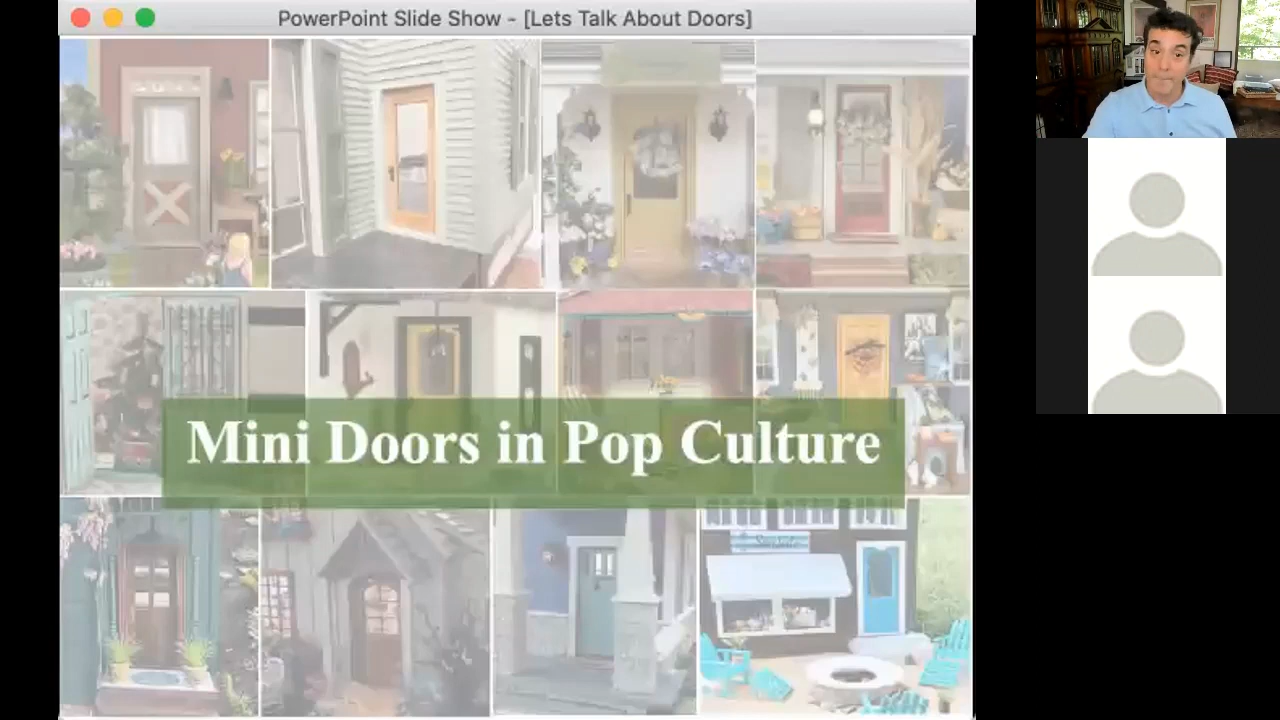 PowerPoint Slide Show - [Lets Talk About Doors]
Mini Doors in Pop Culture